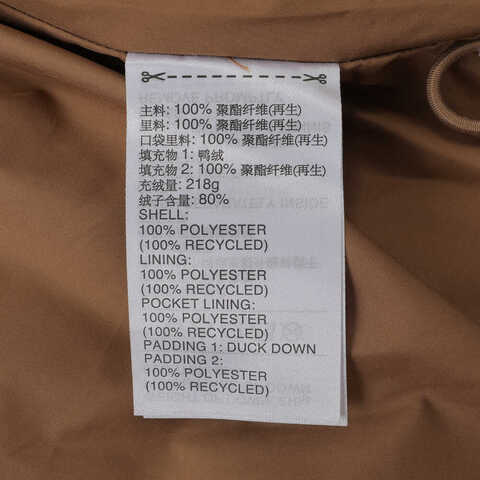 主料: 100% 聚酯纤维(再生)
里料: 100% 聚酯纤维(再生)
口袋里料: 100% 聚酯纤维(再生)
填充物 1: 鸭绒
填充物 2: 100% 聚酯纤维(再生)
充绒量: 218g
绒子含量: 80%
SHELL:
100% POLYESTER
(100% RECYCLED)
LINING:
100% POLYESTER
(100% RECYCLED)
POCKET LINING:
100% POLYESTER
(100% RECYCLED)
PADDING 1: DUCK DOWN
PADDING 2:
100% POLYESTER
(100% RECYCLED)